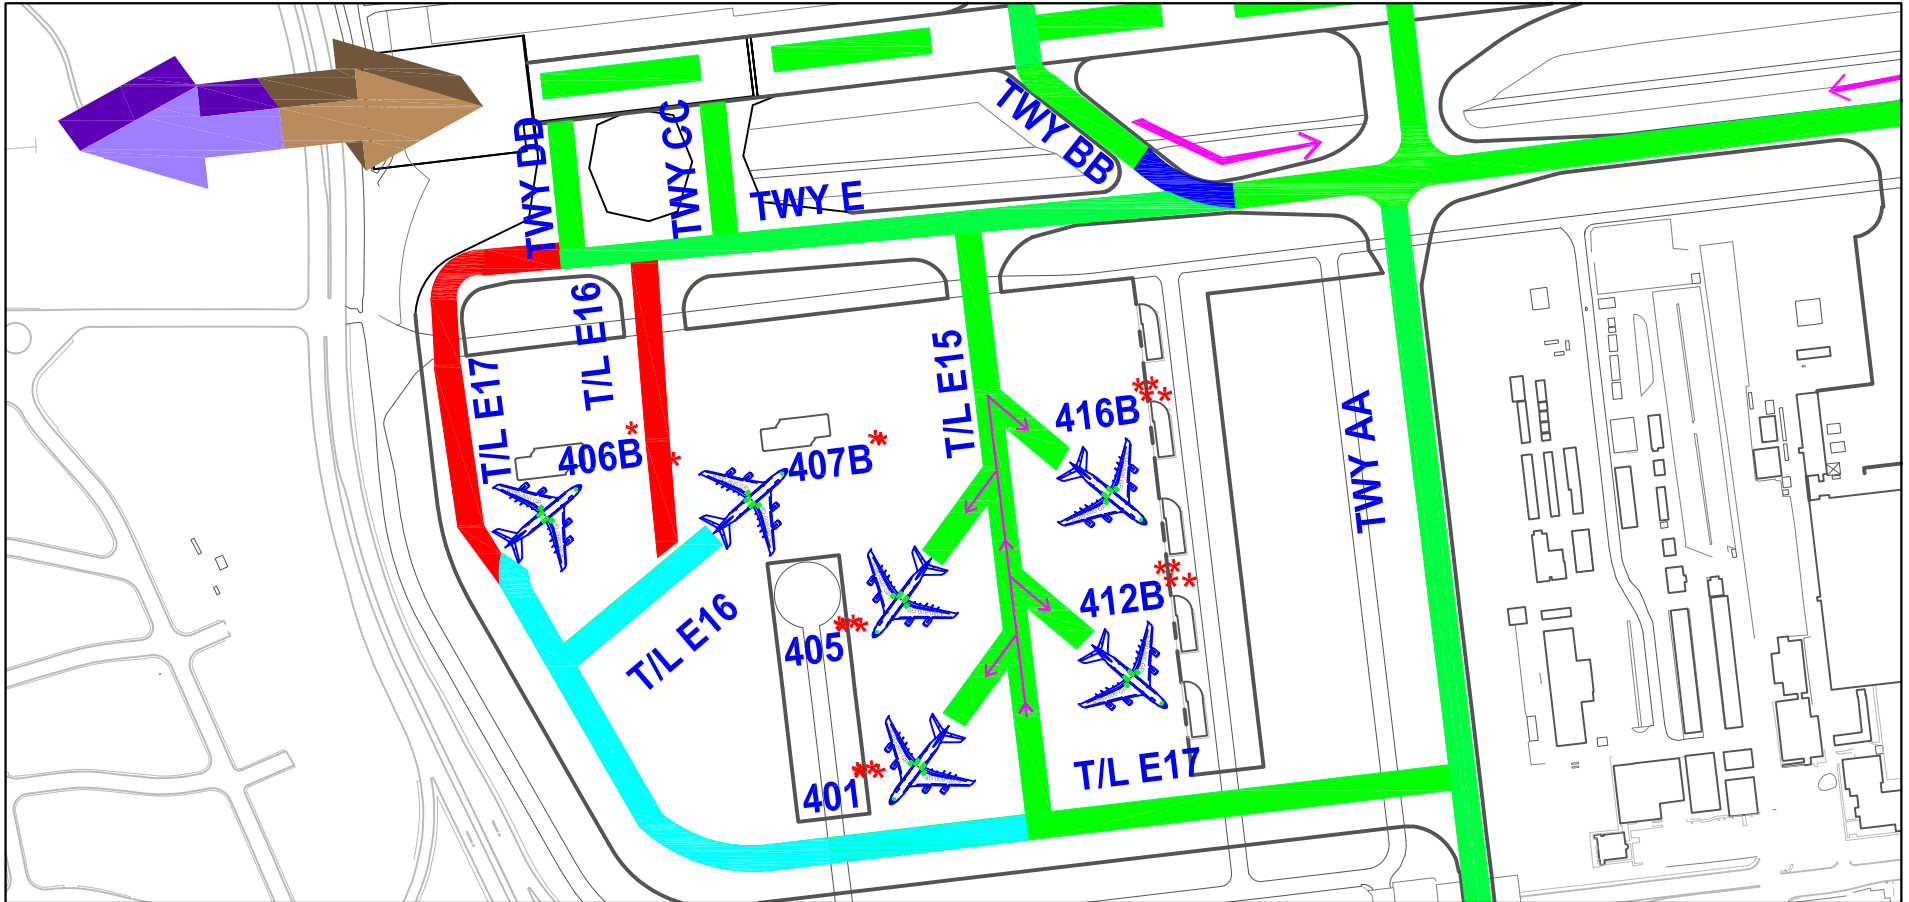 TWY DD
TWY CC
TWY BB
TWY E
T/L E16
T/L E17
T/L E15
TWY AA
416B
**
**
406B
*
*
407B
**
412B
**
**
405
***
T/L E16
401
***
T/L E17